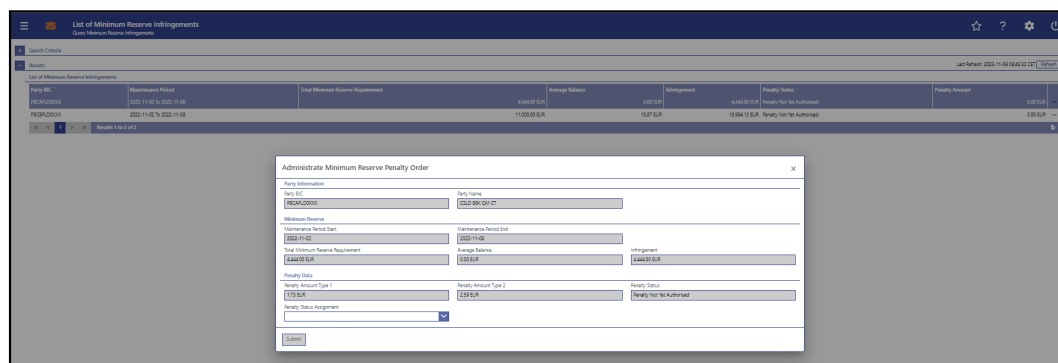 List of Minimum Reserve Infringements
Query Minimum Reserve Infringements
Search Criteria
Results
Last Refresh: 2022-11-09 09:46:32 CET Refresh
List of Minimum Reserve Infringements
Party BIC Maintenance Period Total Minimum Reserve Requirement Average Balance Infringement Penalty Status Penalty Amount
PBCAFLD0XXX 2022-11-02 To 2022-11-08 4,444.00 EUR 0.00 EUR 4,444.00 EUR Penalty Not Yet Authorised 0.00 EUR
PBCBFLD0XXX 2022-11-02 To 2022-11-08 11,000.00 EUR 15.87 EUR 10,984.13 EUR Penalty Not Yet Authorised 0.00 EUR
« < 1 > » Results 1 to 2 of 2
Administrate Minimum Reserve Penalty Order ×
Party Information
Party BIC Party Name
PBCAFLD0XXX CSLD BBK QM CT
Minimum Reserve
Maintenance Period Start Maintenance Period End
2022-11-02 2022-11-08
Total Minimum Reserve Requirement Average Balance Infringement
4,444.00 EUR 0.00 EUR 4,444.00 EUR
Penalty Data
Penalty Amount Type 1 Penalty Amount Type 2 Penalty Status
1.73 EUR 2.59 EUR Penalty Not Yet Authorised
Penalty Status Assignment
Submit